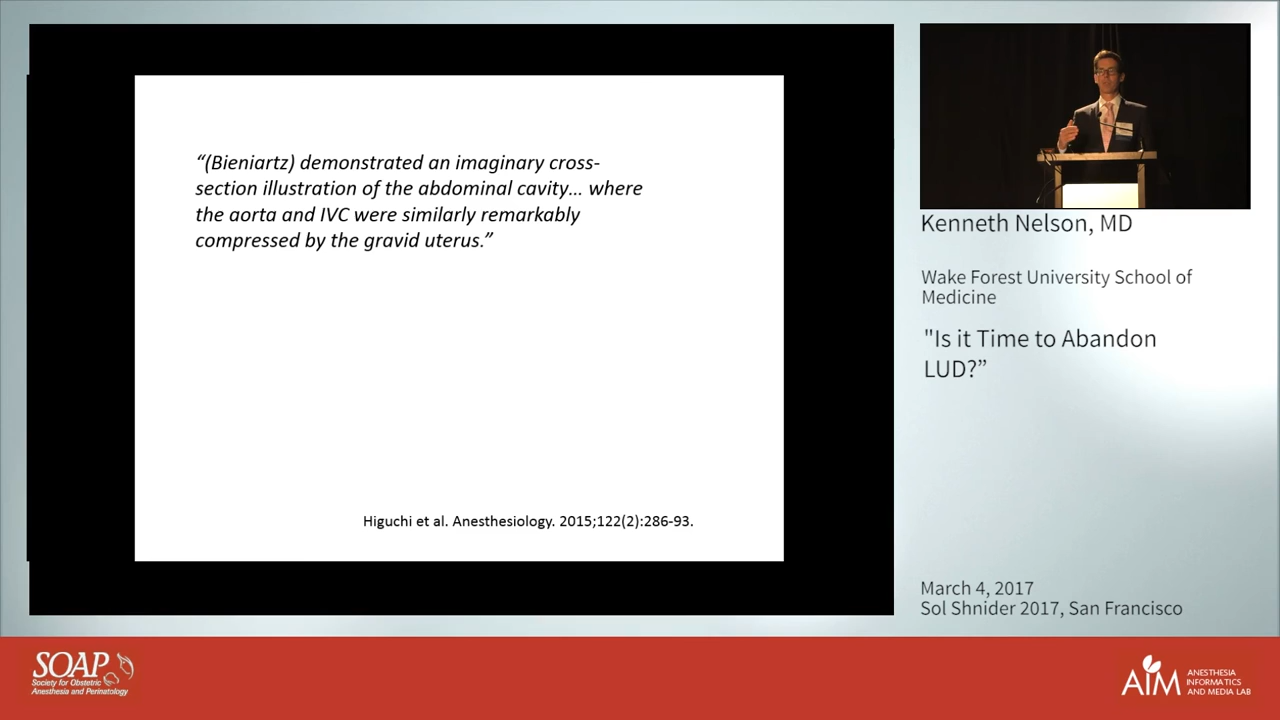 “(Bieniartz) demonstrated an imaginary cross-
section illustration of the abdominal cavity… where
the aorta and IVC were similarly remarkably
compressed by the gravid uterus.”
Higuchi et al. Anesthesiology. 2015;122(2):286-93.
Kenneth Nelson, MD
Wake Forest University School of
Medicine
"Is it Time to Abandon
LUD?”
March 4, 2017
Sol Shnider 2017, San Francisco
SOAP
Society for Obstetric
Anesthesia and Perinatology
AIM
ANESTHESIA
INFORMATICS
AND MEDIA LAB